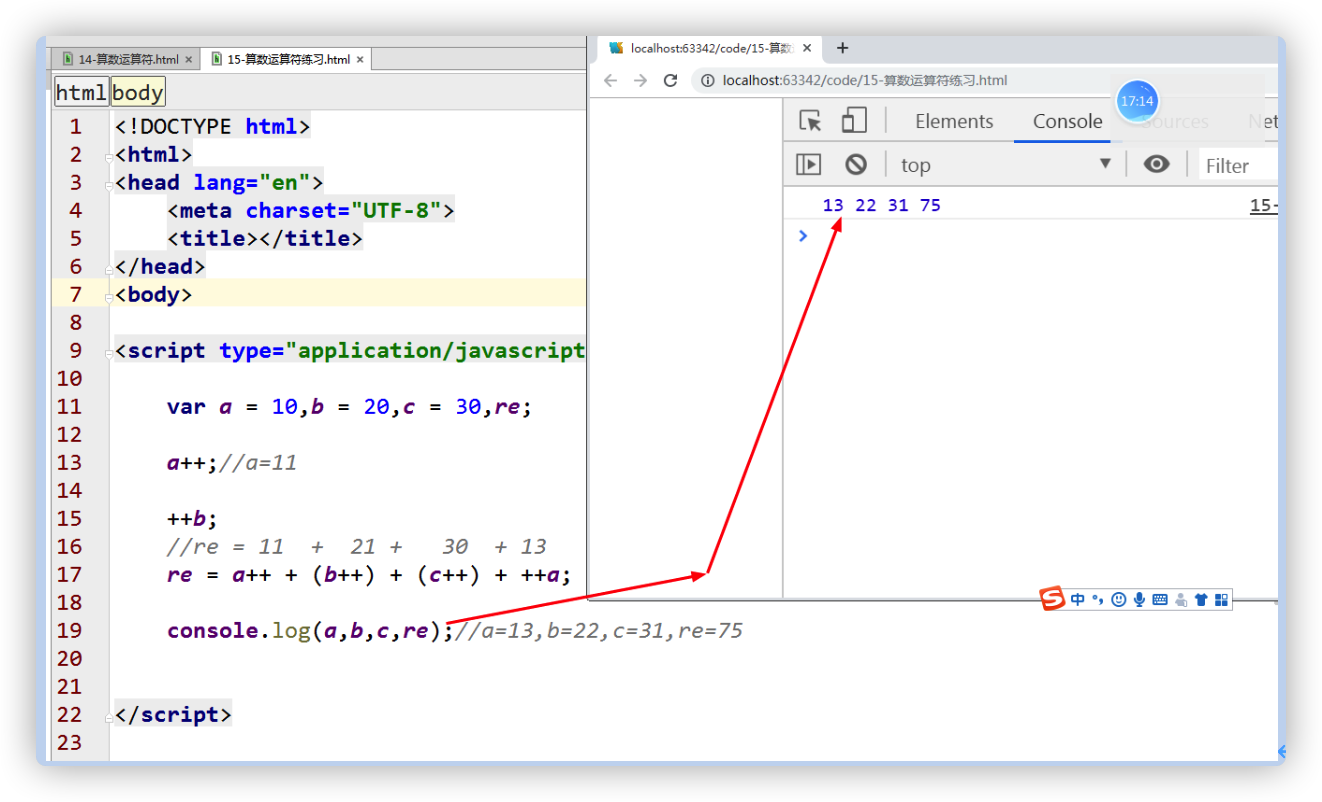 14-算数运算符.html × 15-算数运算符练习.html ×
html body
1 <!DOCTYPE html>
2 <html>
3 <head lang="en">
4 <meta charset="UTF-8">
5 <title></title>
6 </head>
7 <body>
8
9 <script type="application/javascript
10
11 var a = 10,b = 20,c = 30,re;
12
13 a++;//a=11
14
15 ++b;
16 //re = 11 + 21 + 30 + 13
17 re = a++ + (b++) + (c++) + ++a;
18
19 console.log(a,b,c,re);//a=13,b=22,c=31,re=75
20
21
22 </script>
23
localhost:63342/code/15-算数 × +
localhost:63342/code/15-算数运算符练习.html
17:14
Elements Console Sources Net
top Filter
13 22 31 75 15-
S 中